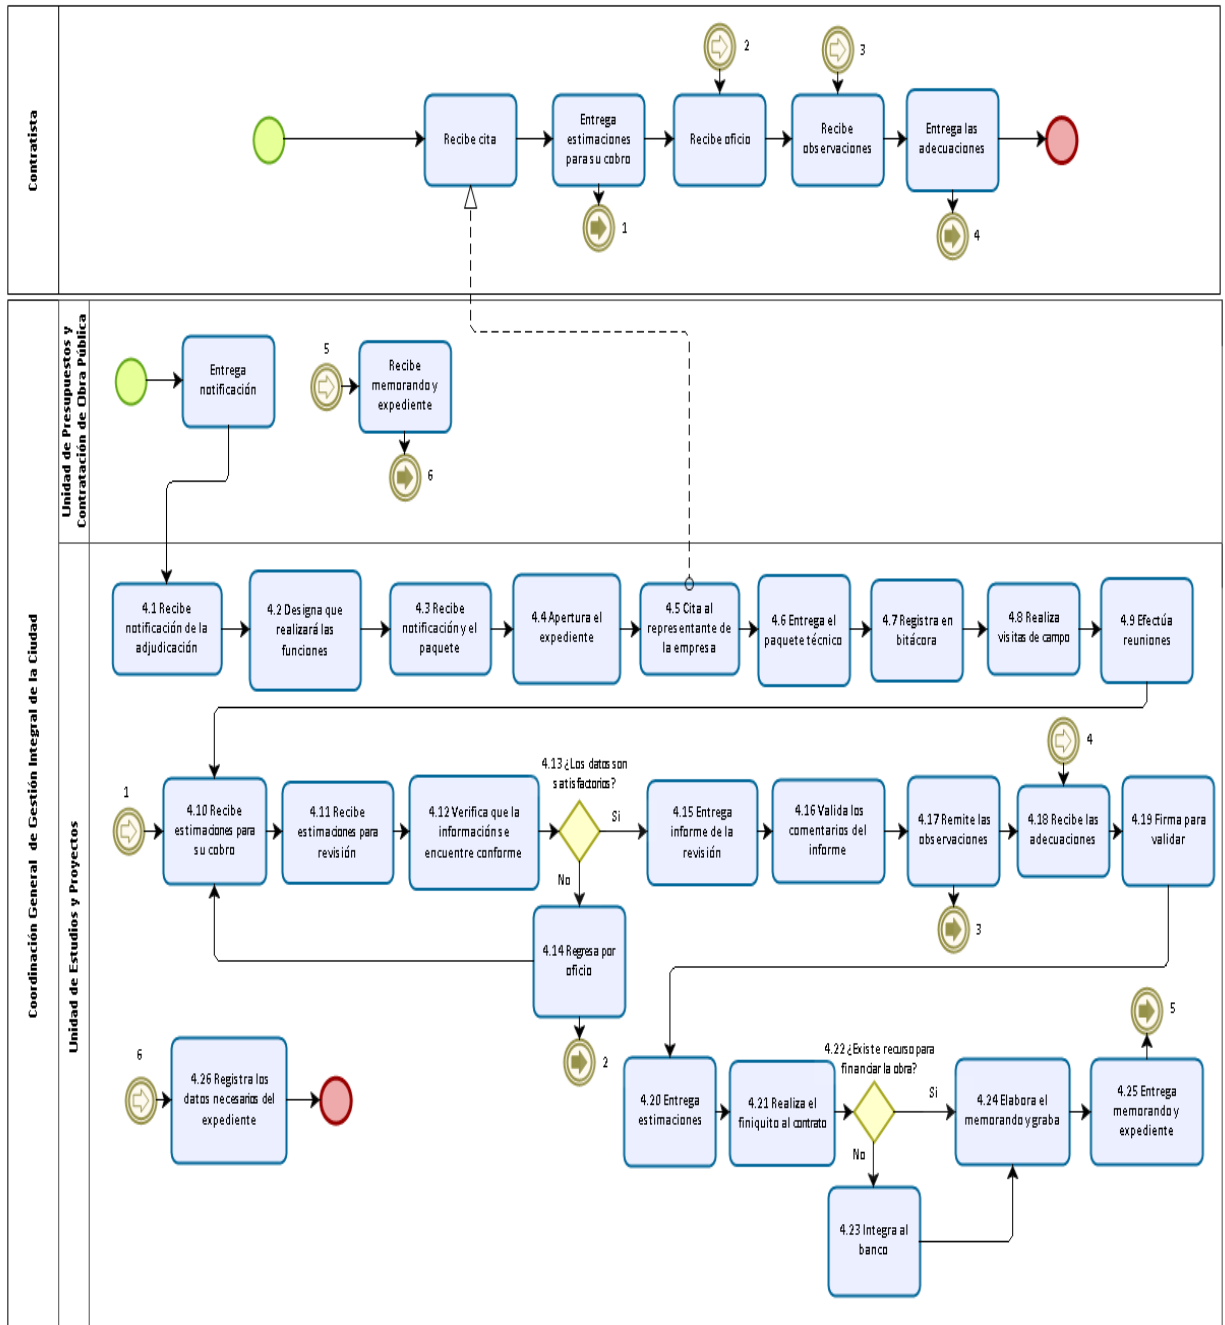 Contratista
2
3
Recibe cita
Entrega
estimaciones
para su cobro
Recibe oficio
Recibe
observaciones
Entrega las
adecuaciones
1
4
Coordinación General de Gestión Integral de la Ciudad
Unidad de Presupuestos y
Contratación de Obra Pública
Entrega
notificación
5
Recibe
memorando y
expediente
6
Unidad de Estudios y Proyectos
4.1 Recibe
notificación de la
adjudicación
4.2 Designa que
realizará las
funciones
4.3 Recibe
notificación y el
paquete
4.4 Apertura el
expediente
4.5 Cita al
representante de
la empresa
4.6 Entrega el
paquete técnico
4.7 Registra en
bitácora
4.8 Realiza
visitas de campo
4.9 Efectúa
reuniones
1
4.10 Recibe
estimaciones para
su cobro
4.11 Recibe
estimaciones para
revisión
4.12 Verifica que la
información se
encuentre conforme
4.13 ¿Los datos son
satisfactorios?
Si
No
4.14 Regresa por
oficio
2
4.15 Entrega
informe de la
revisión
4.16 Valida los
comentarios del
informe
4.17 Remite las
observaciones
3
4
4.18 Recibe las
adecuaciones
4.19 Firma para
validar
4.20 Entrega
estimaciones
4.21 Realiza el
finiquito al contrato
4.22 ¿Existe recurso para
financiar la obra?
Si
No
4.23 Integra al
banco
4.24 Elabora el
memorando y graba
4.25 Entrega
memorando y
expediente
5
6
4.26 Registra los
datos necesarios del
expediente